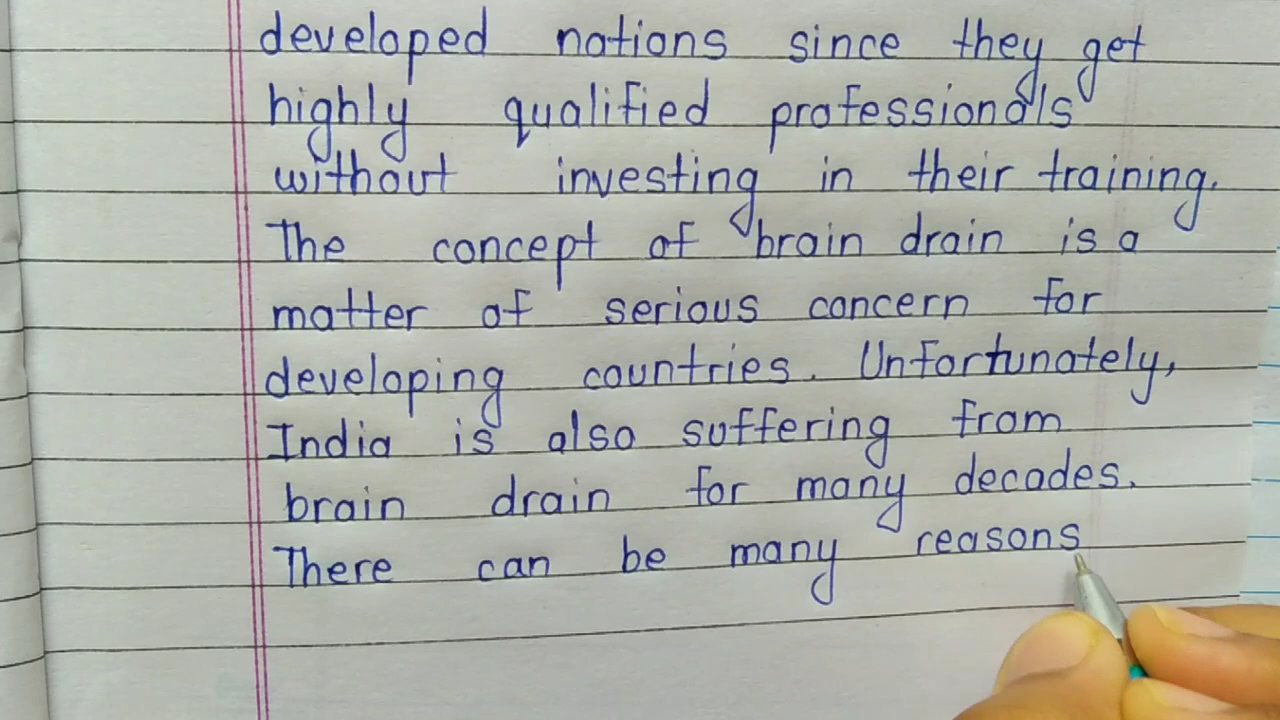 developed nations since they get
highly qualified professionals
without investing in their training.
The concept of brain drain is a
matter of serious concern for
developing countries. Unfortunately,
India is also suffering from
brain drain for many decades.
There can be many reasons